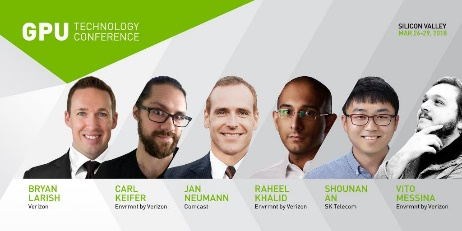 GPU TECHNOLOGY
CONFERENCE
SILICON VALLEY
MAR 26-29, 2018
BRYAN
LARISH
Verizon
CARL
KEIFER
Envrmnt by Verizon
JAN
NEUMANN
Comcast
RAHEEL
KHALID
Envrmnt by Verizon
SHOUNAN
AN
SK Telecom
VITO
MESSINA
Envrmnt by Verizon